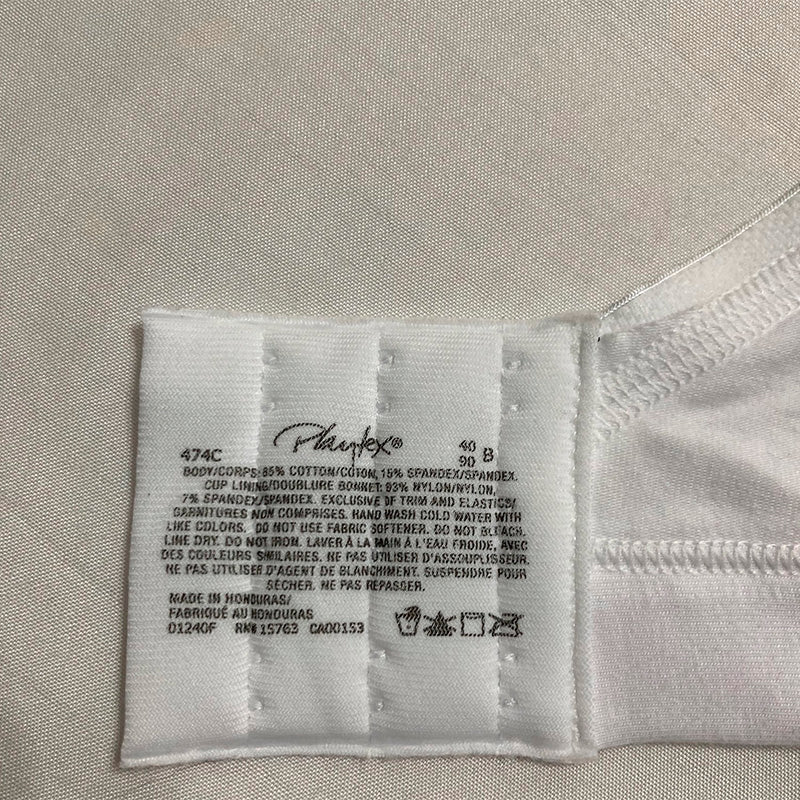 474C Playtex® 40 B
90
BODY/CORPS: 85% COTTON/COTON, 15% SPANDEX/SPANDEX.
CUP LINING/DOUBLURE BONNET: 93% NYLON/NYLON,
7% SPANDEX/SPANDEX. EXCLUSIVE OF TRIM AND ELASTICS/
GARNITURES NON COMPRISES. HAND WASH COLD WATER WITH
LIKE COLORS. DO NOT USE FABRIC SOFTENER. DO NOT BLEACH.
LINE DRY. DO NOT IRON. LAVER À LA MAIN À L'EAU FROIDE, AVEC
DES COULEURS SIMILAIRES. NE PAS UTILISER D'ASSOUPLISSEUR.
NE PAS UTILISER D'AGENT DE BLANCHIMENT. SUSPENDRE POUR
SÉCHER. NE PAS REPASSER.
MADE IN HONDURAS/
FABRIQUÉ AU HONDURAS
01240F RN# 15763 CA00153